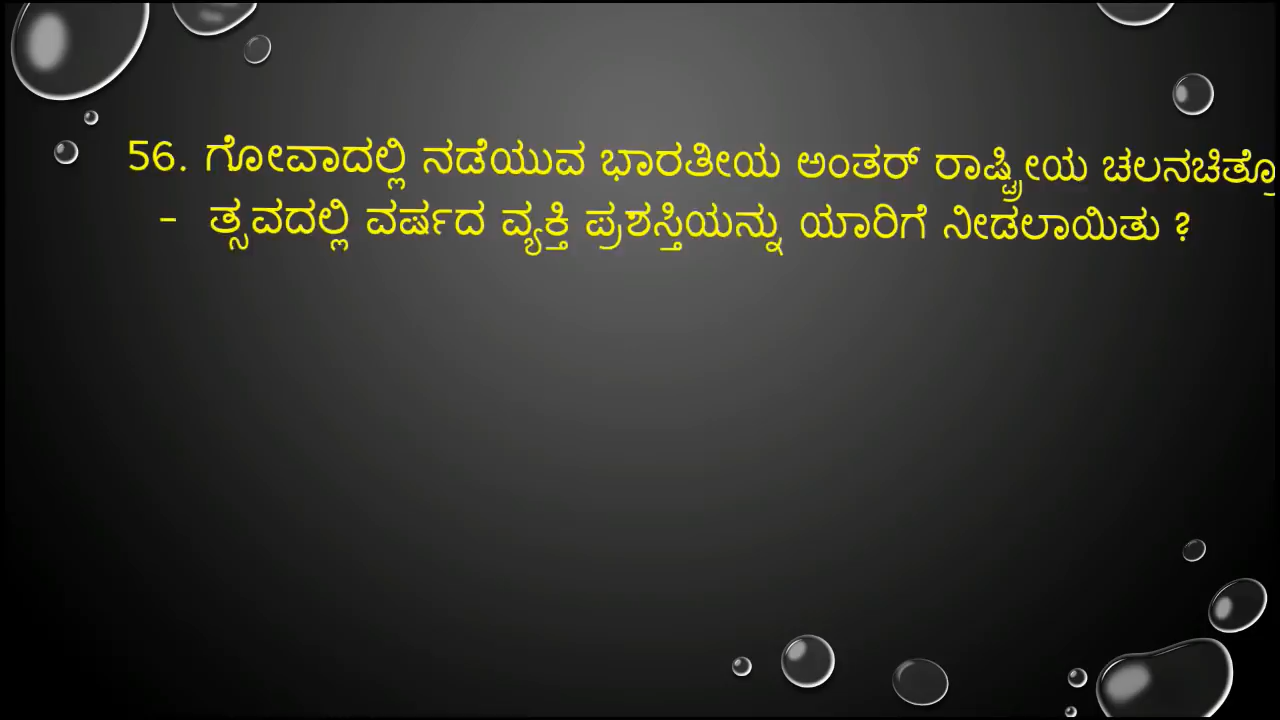 56. ಗೋವಾದಲ್ಲಿ ನಡೆಯುವ ಭಾರತೀಯ ಅಂತರ್ ರಾಷ್ಟ್ರೀಯ ಚಲನಚಿತ್ರೊ
- ತ್ಸವದಲ್ಲಿ ವರ್ಷದ ವ್ಯಕ್ತಿ ಪ್ರಶಸ್ತಿಯನ್ನು ಯಾರಿಗೆ ನೀಡಲಾಯಿತು ?